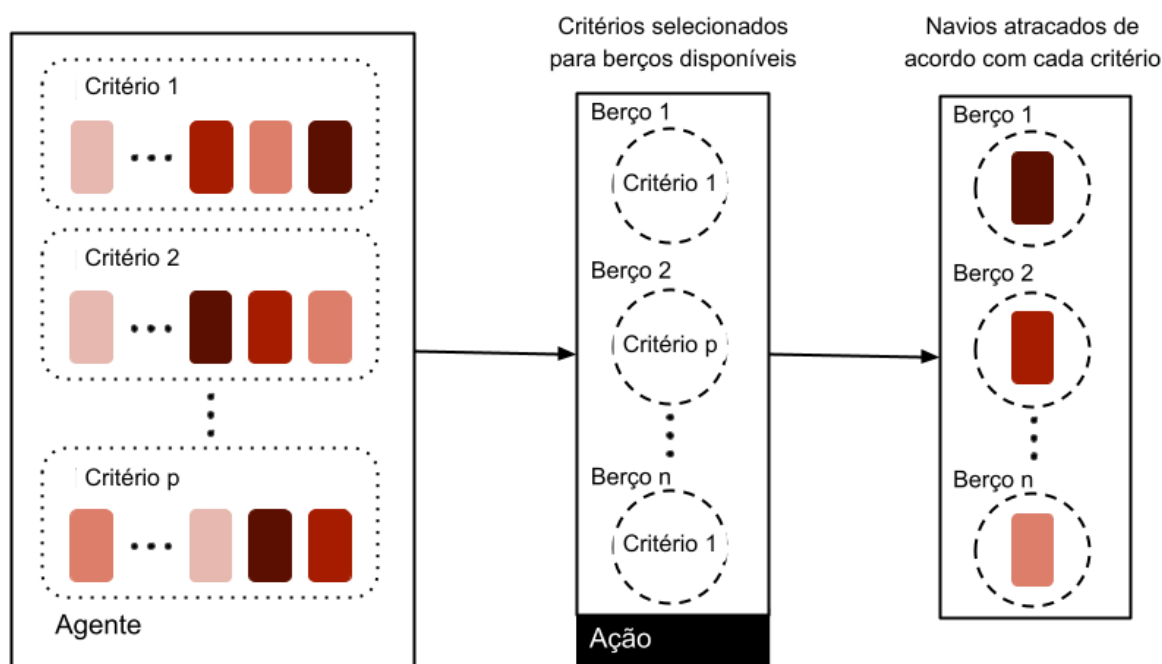 Critério 1
Critério 2
Critério p
Agente
Critérios selecionados
para berços disponíveis
Berço 1
Critério 1
Berço 2
Critério p
Berço n
Critério 1
Ação
Navios atracados de
acordo com cada critério
Berço 1
Berço 2
Berço n